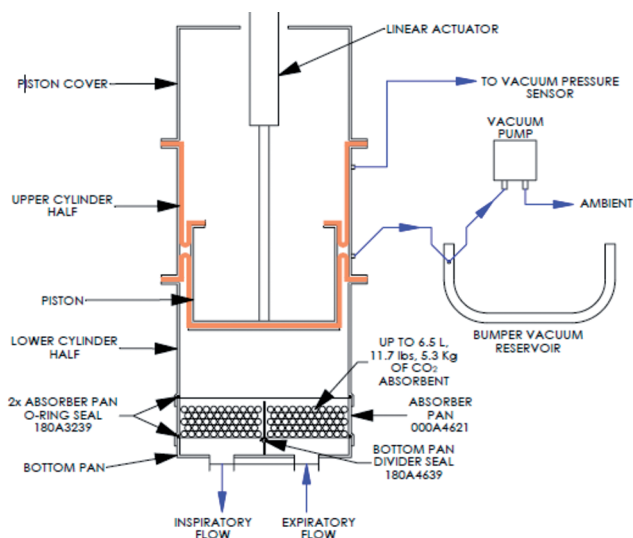 LINEAR ACTUATOR
PISTON COVER
TO VACUUM PRESSURE
SENSOR
VACUUM
PUMP
AMBIENT
UPPER CYLINDER
HALF
PISTON
BUMPER VACUUM
RESERVOIR
LOWER CYLINDER
HALF
UP TO 6.5 L,
11.7 lbs, 5.3 Kg
OF CO₂
ABSORBENT
2x ABSORBER PAN
O-RING SEAL
180A3239
ABSORBER
PAN
000A4621
BOTTOM PAN
BOTTOM PAN
DIVIDER SEAL
180A4639
INSPIRATORY
FLOW
EXPIRATORY
FLOW